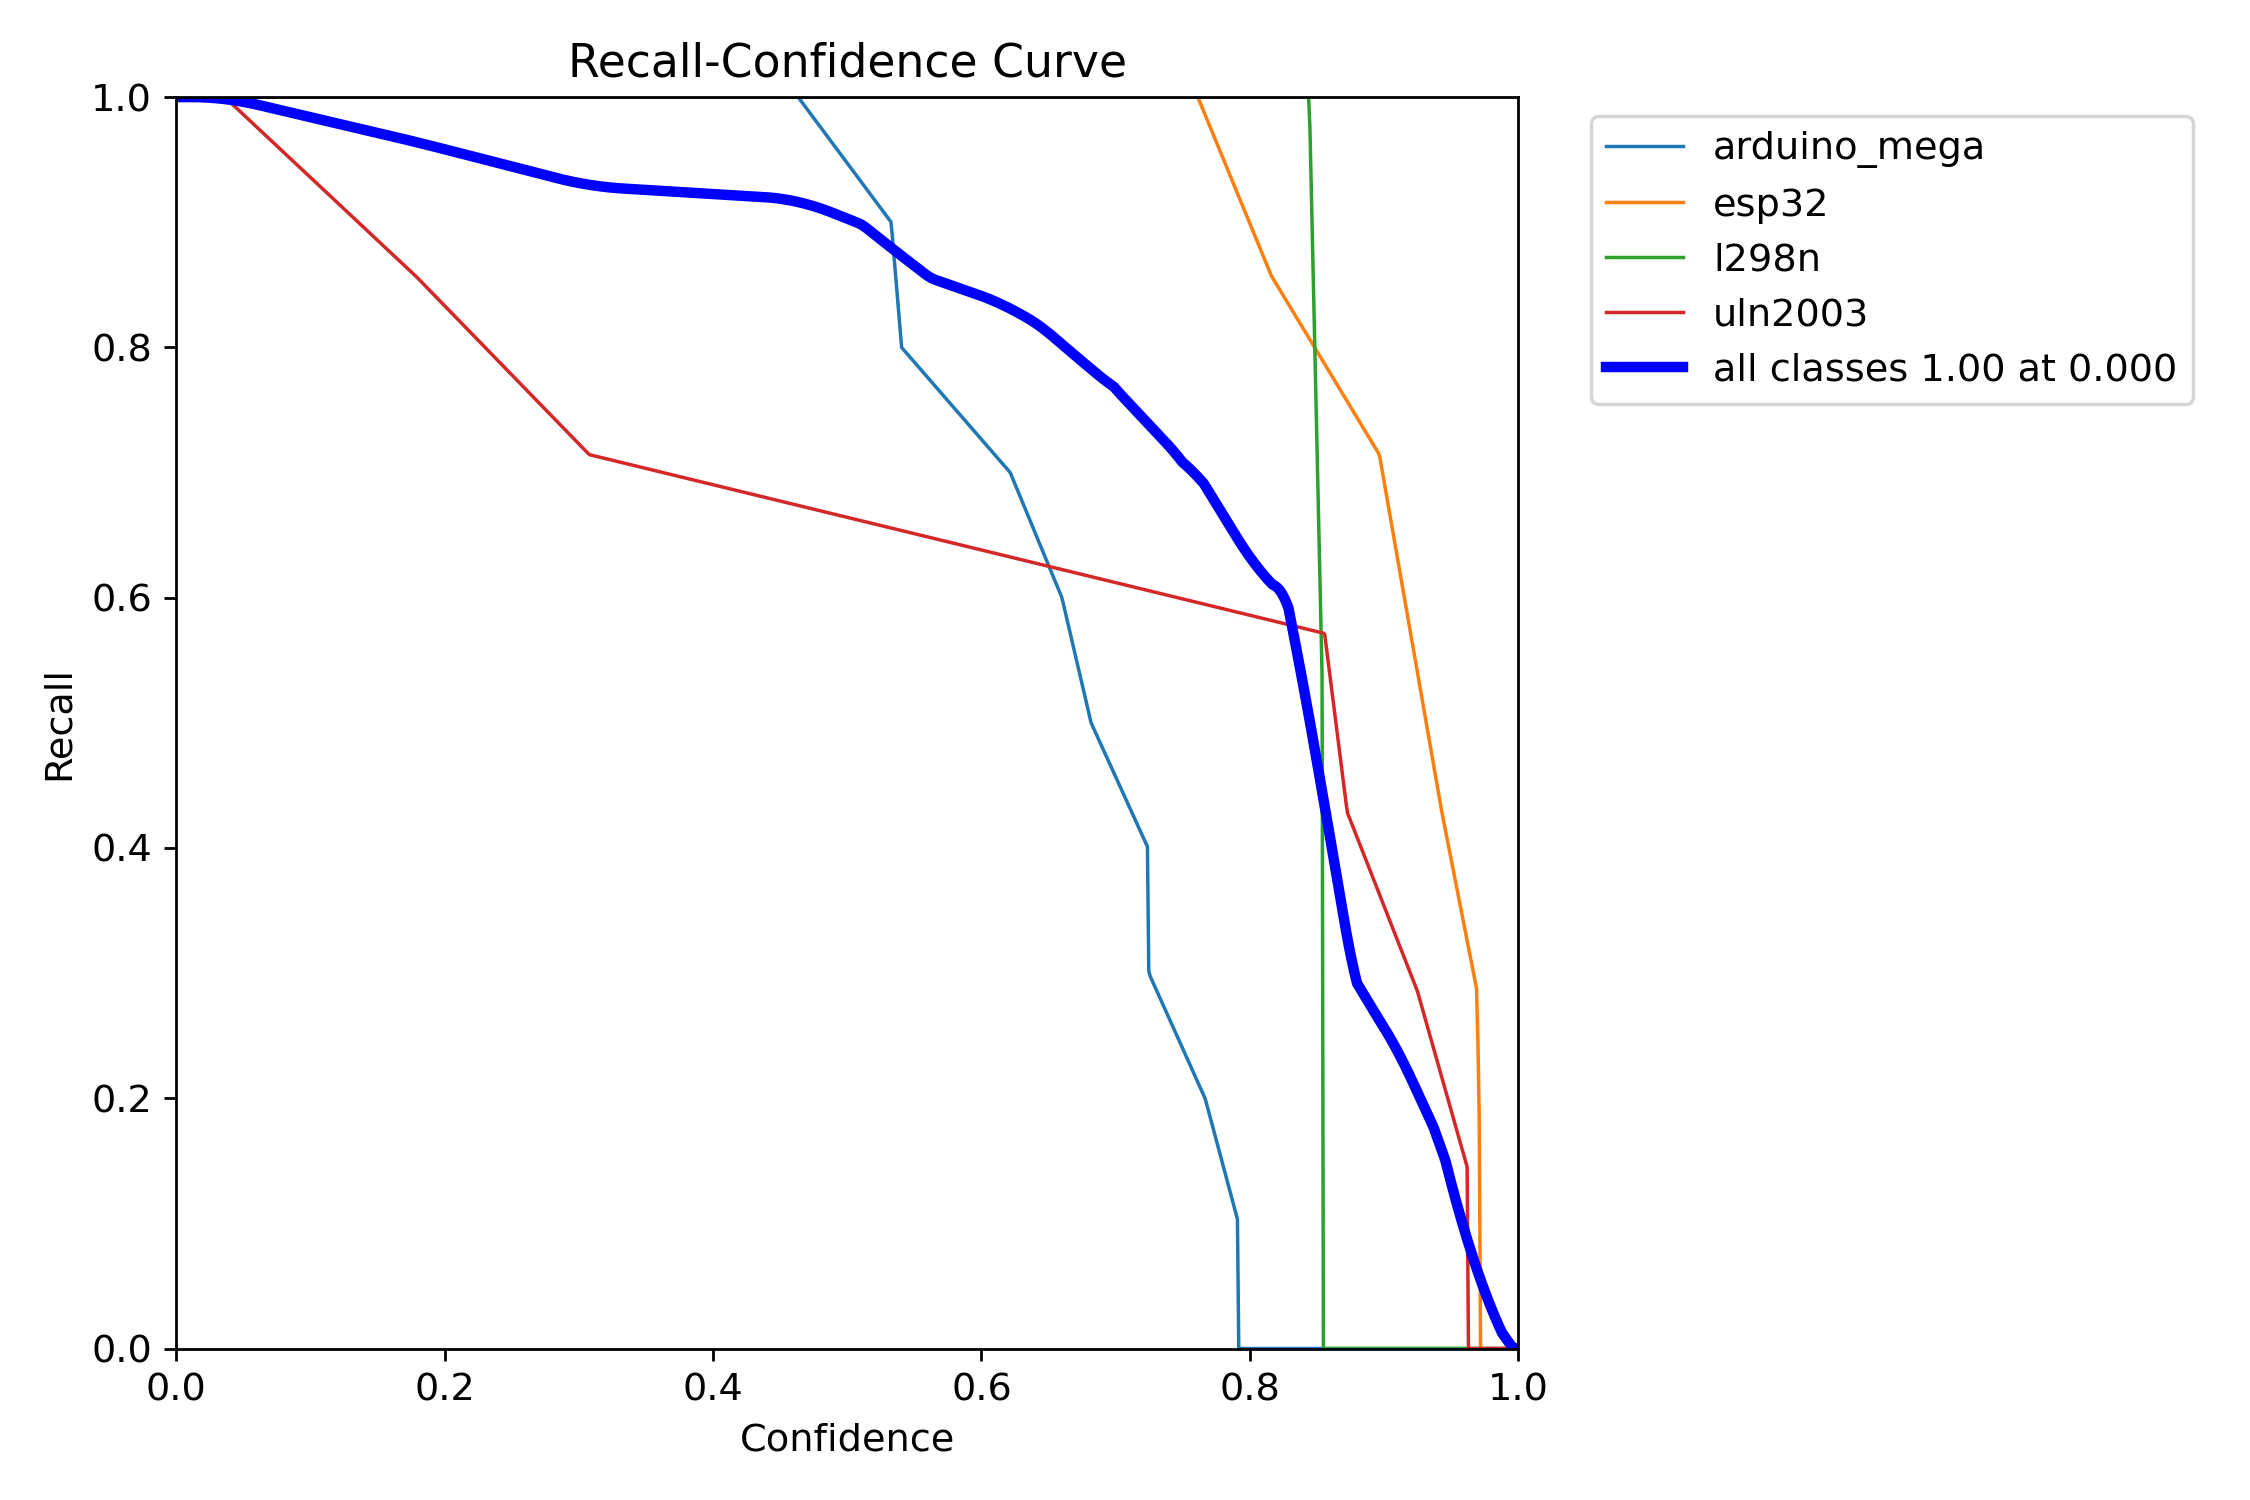 Recall-Confidence Curve
1.0
0.8
0.6
0.4
0.2
0.0
Recall
0.0 0.2 0.4 0.6 0.8 1.0
Confidence
arduino_mega
esp32
l298n
uln2003
all classes 1.00 at 0.000